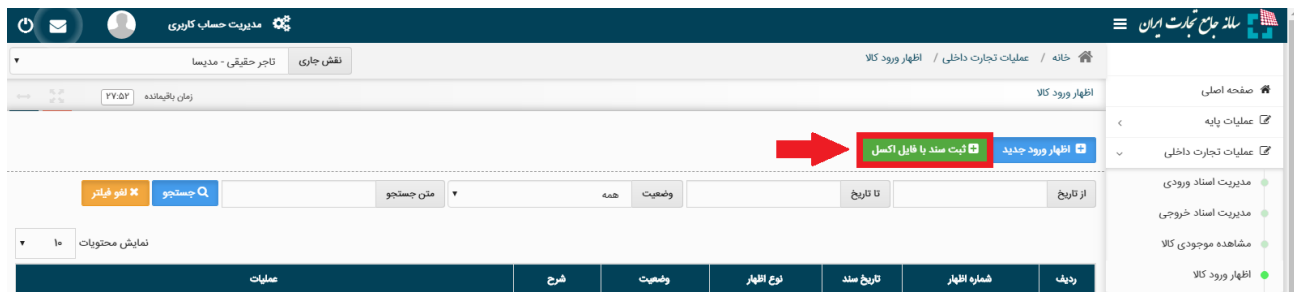 سامانه جامع تجارت ایران
مدیریت حساب کاربری
خانه / عملیات تجارت داخلی / اظهار ورود کالا
نقش جاری تاجر حقیقی - مدیسا
صفحه اصلی
عملیات پایه
عملیات تجارت داخلی
مدیریت اسناد ورودی
مدیریت اسناد خروجی
مشاهده موجودی کالا
اظهار ورود کالا
اظهار ورود کالا
زمان باقیمانده ۲۷:۵۲
اظهار ورود جدید ثبت سند با فایل اکسل
از تاریخ تا تاریخ وضعیت همه متن جستجو جستجو لغو فیلتر
نمایش محتویات ۱۰
ردیف شماره اظهار تاریخ سند نوع اظهار وضعیت شرح عملیات